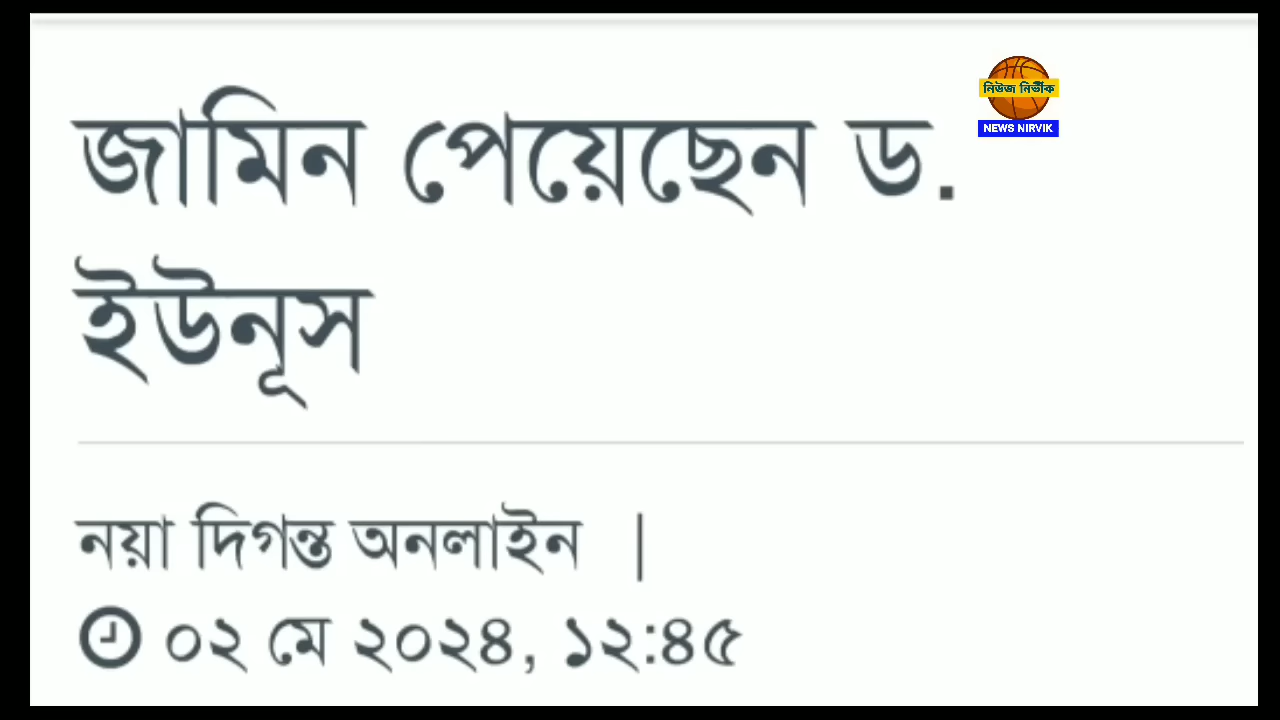 জামিন পেয়েছেন ড.
ইউনূস
নিউজ নির্ভীক
NEWS NIRVIK
নয়া দিগন্ত অনলাইন |
০২ মে ২০২৪, ১২:৪৫